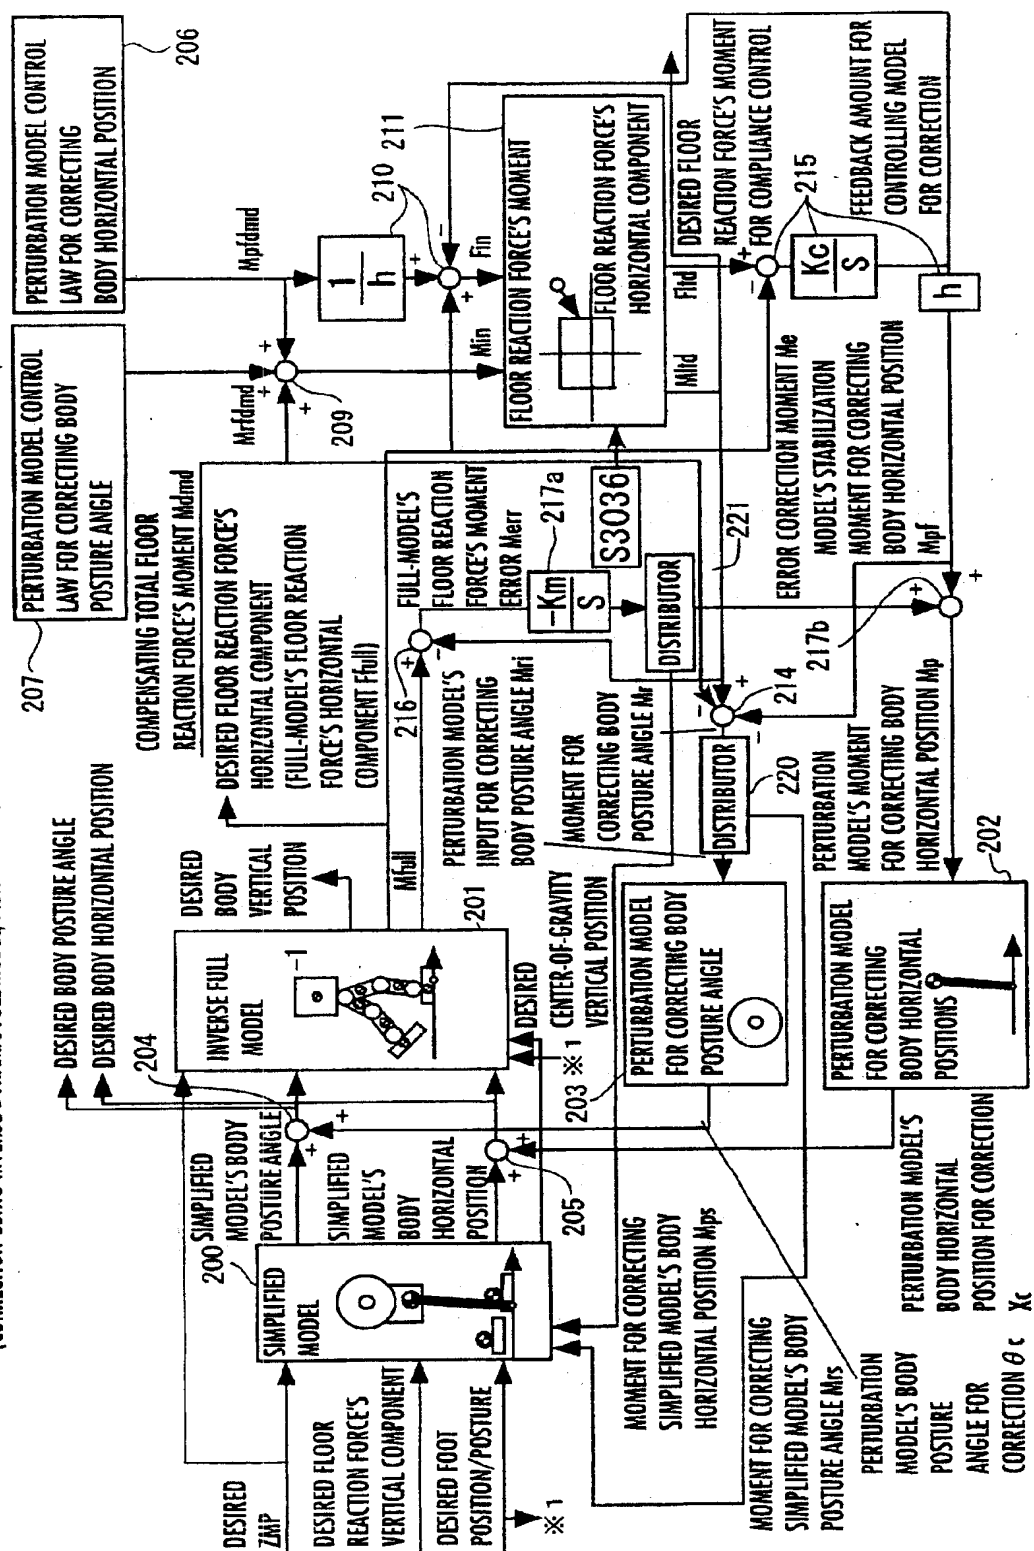 PERTURBATION MODEL CONTROL
LAW FOR CORRECTING
BODY HORIZONTAL POSITION
206
PERTURBATION MODEL CONTROL
LAW FOR CORRECTING BODY
POSTURE ANGLE
207
Mpfdmd
Mrfdmd
1
h
210
211
209
Fin
Min
+
+
+
+
+
-
COMPENSATING TOTAL FLOOR
REACTION FORCE'S MOMENT Mdmd
DESIRED FLOOR REACTION FORCE'S
HORIZONTAL COMPONENT
(FULL-MODEL'S FLOOR REACTION
FORCE'S HORIZONTAL
COMPONENT Ffull)
FLOOR REACTION FORCE'S MOMENT
FLOOR REACTION FORCE'S
HORIZONTAL COMPONENT
S3036
Mltd
Fltd
DESIRED FLOOR
REACTION FORCE'S MOMENT
FOR COMPLIANCE CONTROL
+
-
215
Kc
S
FEEDBACK AMOUNT FOR
CONTROLLING MODEL
FOR CORRECTION
h
DESIRED BODY POSTURE ANGLE
DESIRED BODY HORIZONTAL POSITION
DESIRED
BODY
VERTICAL
POSITION
Mfull
216
+
-
FULL-MODEL'S
FLOOR REACTION
FORCE'S MOMENT
ERROR Merr
217a
-Km
S
DISTRIBUTOR
221
ERROR CORRECTION MOMENT Me
MODEL'S STABILIZATION
MOMENT FOR CORRECTING
BODY HORIZONTAL POSITION
Mpf
217b
+
+
PERTURBATION MODEL'S
INPUT FOR CORRECTING
BODY POSTURE ANGLE Mri
MOMENT FOR
CORRECTING BODY
POSTURE ANGLE Mr
-
+
-
214
DISTRIBUTOR
220
PERTURBATION
MODEL'S MOMENT
FOR CORRECTING BODY
HORIZONTAL POSITION Mp
201
INVERSE FULL
MODEL
-1
204
DESIRED
CENTER-OF-GRAVITY
VERTICAL POSITION
※1
PERTURBATION MODEL
FOR CORRECTING BODY
POSTURE ANGLE
203
PERTURBATION MODEL
FOR CORRECTING
BODY HORIZONTAL
POSITIONS
202
SIMPLIFIED
MODEL'S BODY
POSTURE ANGLE
+
+
SIMPLIFIED
MODEL'S
BODY
HORIZONTAL
POSITION
+
+
205
200
SIMPLIFIED
MODEL
DESIRED
ZMP
DESIRED FLOOR
REACTION FORCE'S
VERTICAL COMPONENT
DESIRED FOOT
POSITION/POSTURE
※1
MOMENT FOR CORRECTING
SIMPLIFIED MODEL'S BODY
HORIZONTAL POSITION Mps
MOMENT FOR CORRECTING
SIMPLIFIED MODEL'S BODY
POSTURE ANGLE Mrs
PERTURBATION
MODEL'S BODY
POSTURE
ANGLE FOR
CORRECTION θc
PERTURBATION MODEL'S
BODY HORIZONTAL
POSITION FOR CORRECTION
Xc